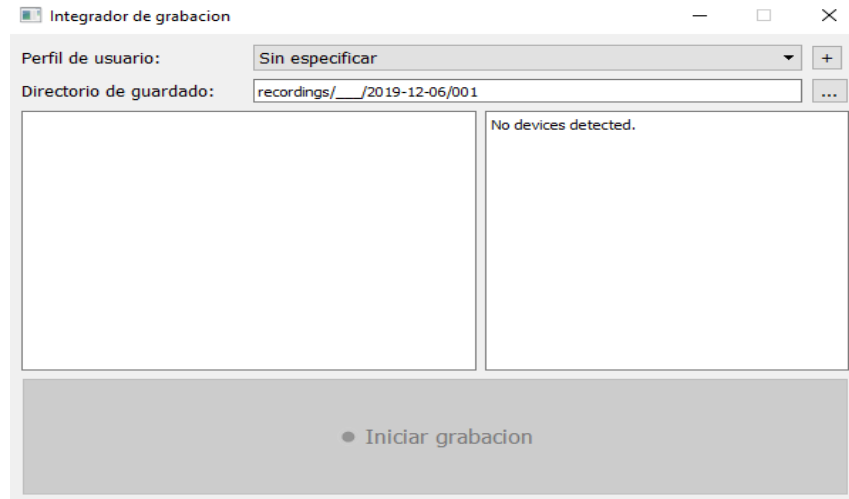 Integrador de grabacion
Perfil de usuario: Sin especificar +
Directorio de guardado: recordings/___/2019-12-06/001 ...
No devices detected.
Iniciar grabacion